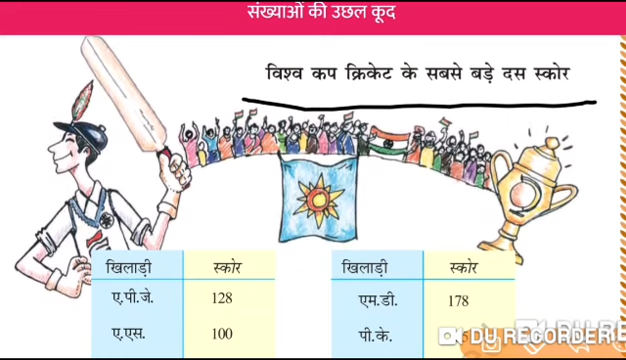 संख्याओं की उछल कूद
विश्व कप क्रिकेट के सबसे बड़े दस स्कोर
खिलाड़ी स्कोर
ए.पी.जे. 128
ए.एस. 100
खिलाड़ी स्कोर
एम.डी. 178
पी.के.
DU RECORDER